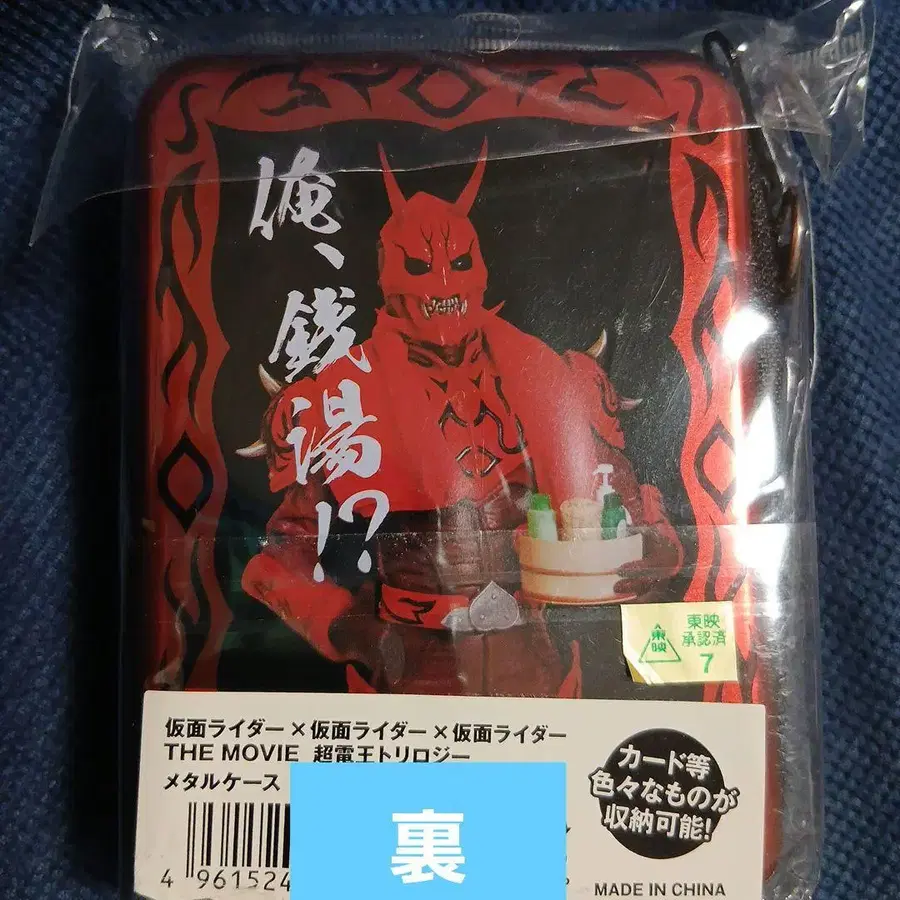 俺、銭湯!?
東映
東映
承認済
7
仮面ライダー×仮面ライダー×仮面ライダー
THE MOVIE 超電王トリロジー
メタルケース
カード等
色々なものが
収納可能!
4 961524
裏
MADE IN CHINA